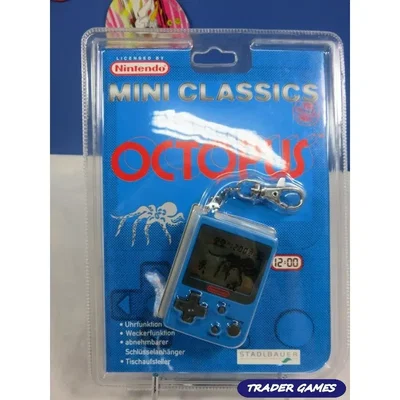 LICENSED BY
Nintendo
MINI CLASSICS
OCTOPUS
12:00
• Uhrfunktion
• Weckerfunktion
• abnehmbarer
Schlüsselanhänger
• Tischaufsteller
STADLBAUER
TRADER GAMES